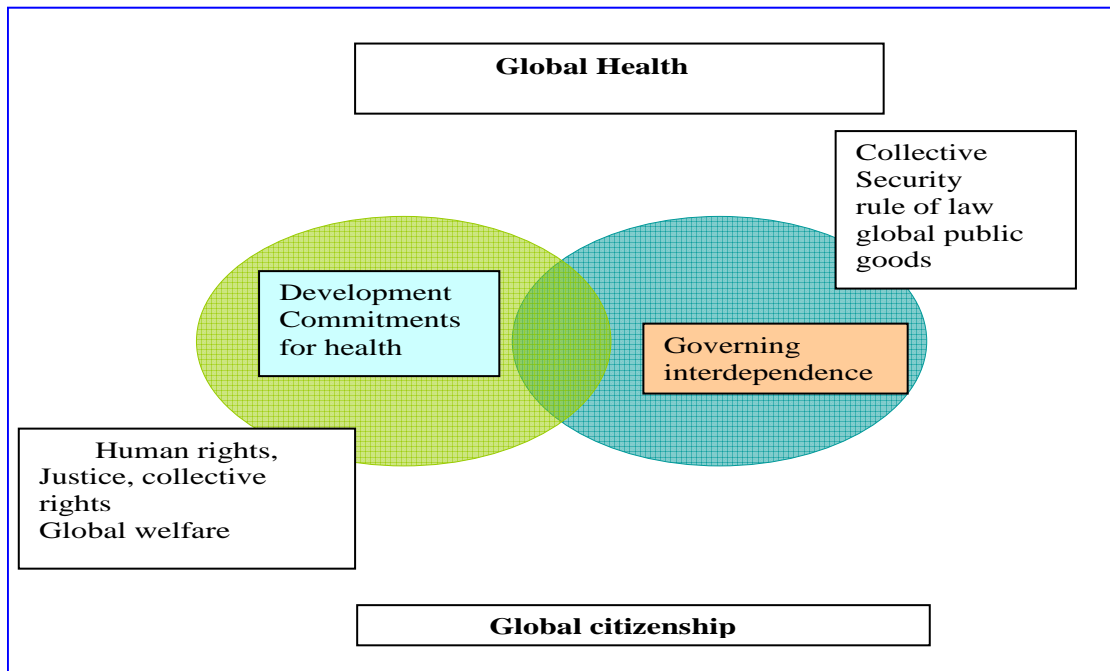 Global Health
Collective
Security
rule of law
global public
goods
Development
Commitments
for health
Governing
interdependence
Human rights,
Justice, collective
rights
Global welfare
Global citizenship